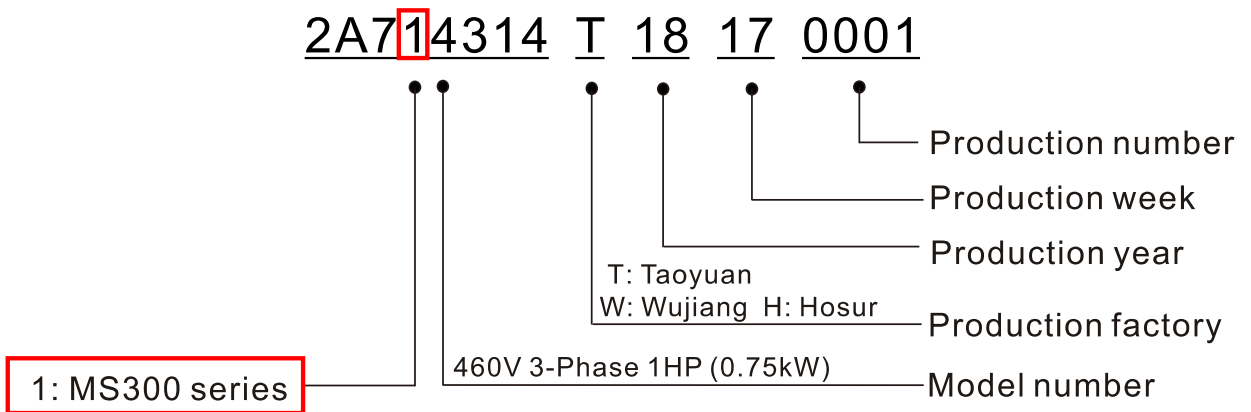 2A714314 T 18 17 0001
Production number
Production week
Production year
T: Taoyuan
W: Wujiang H: Hosur
Production factory
460V 3-Phase 1HP (0.75kW)
Model number
1: MS300 series